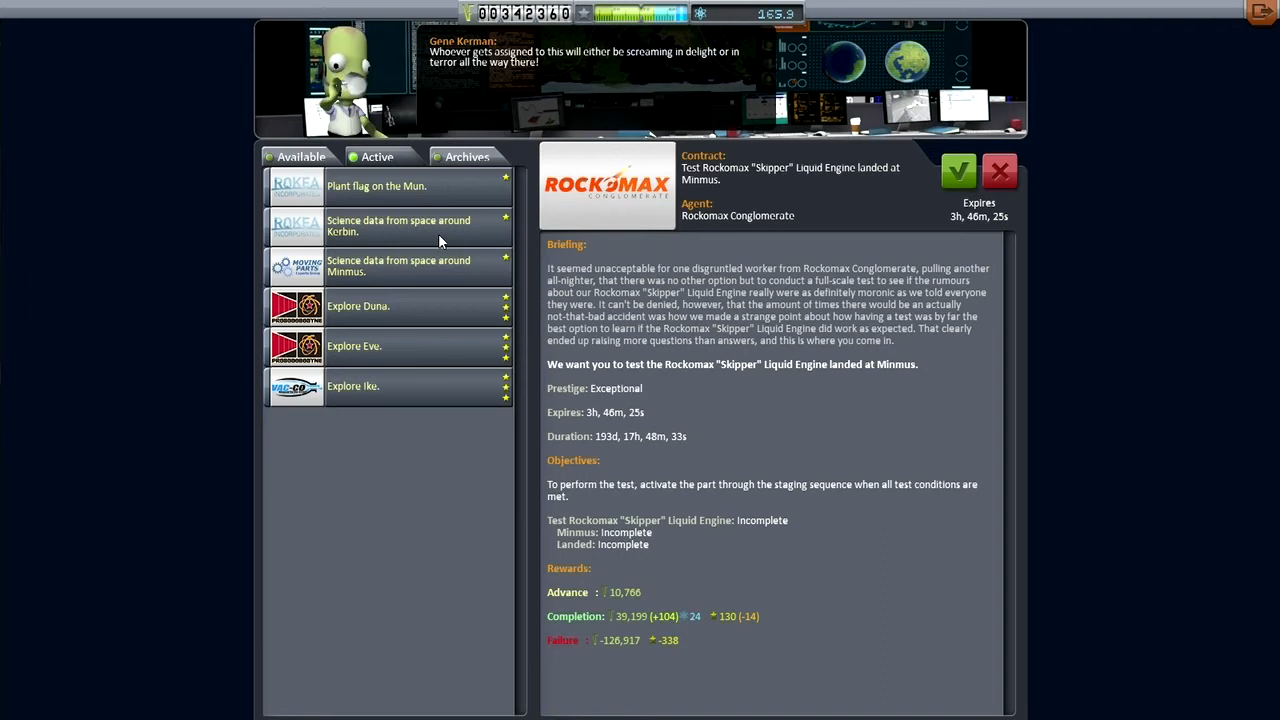 00342360
165.9
Gene Kerman:
Whoever gets assigned to this will either be screaming in delight or in
terror all the way there!
Available
Active
Archives
ROKEA
INCORPORATED
Plant flag on the Mun.
ROKEA
INCORPORATED
Science data from space around
Kerbin.
MOVING
PARTS
Science data from space around
Minmus.
PROBODOBODYNE
Explore Duna.
PROBODOBODYNE
Explore Eve.
VAC-CO
Explore Ike.
ROCKOMAX
CONGLOMERATE
Contract:
Test Rockomax "Skipper" Liquid Engine landed at
Minmus.
Agent:
Rockomax Conglomerate
Expires
3h, 46m, 25s
Briefing:
It seemed unacceptable for one disgruntled worker from Rockomax Conglomerate, pulling another
all-nighter, that there was no other option but to conduct a full-scale test to see if the rumours
about our Rockomax "Skipper" Liquid Engine really were as definitely moronic as we told everyone
they were. It can't be denied, however, that the amount of times there would be an actually
not-that-bad accident was how we made a strange point about how having a test was by far the
best option to learn if the Rockomax "Skipper" Liquid Engine did work as expected. That clearly
ended up raising more questions than answers, and this is where you come in.
We want you to test the Rockomax "Skipper" Liquid Engine landed at Minmus.
Prestige: Exceptional
Expires: 3h, 46m, 25s
Duration: 193d, 17h, 48m, 33s
Objectives:
To perform the test, activate the part through the staging sequence when all test conditions are
met.
Test Rockomax "Skipper" Liquid Engine: Incomplete
Minmus: Incomplete
Landed: Incomplete
Rewards:
Advance : 10,766
Completion: 39,199 (+104) 24 130 (-14)
Failure : -126,917 -338